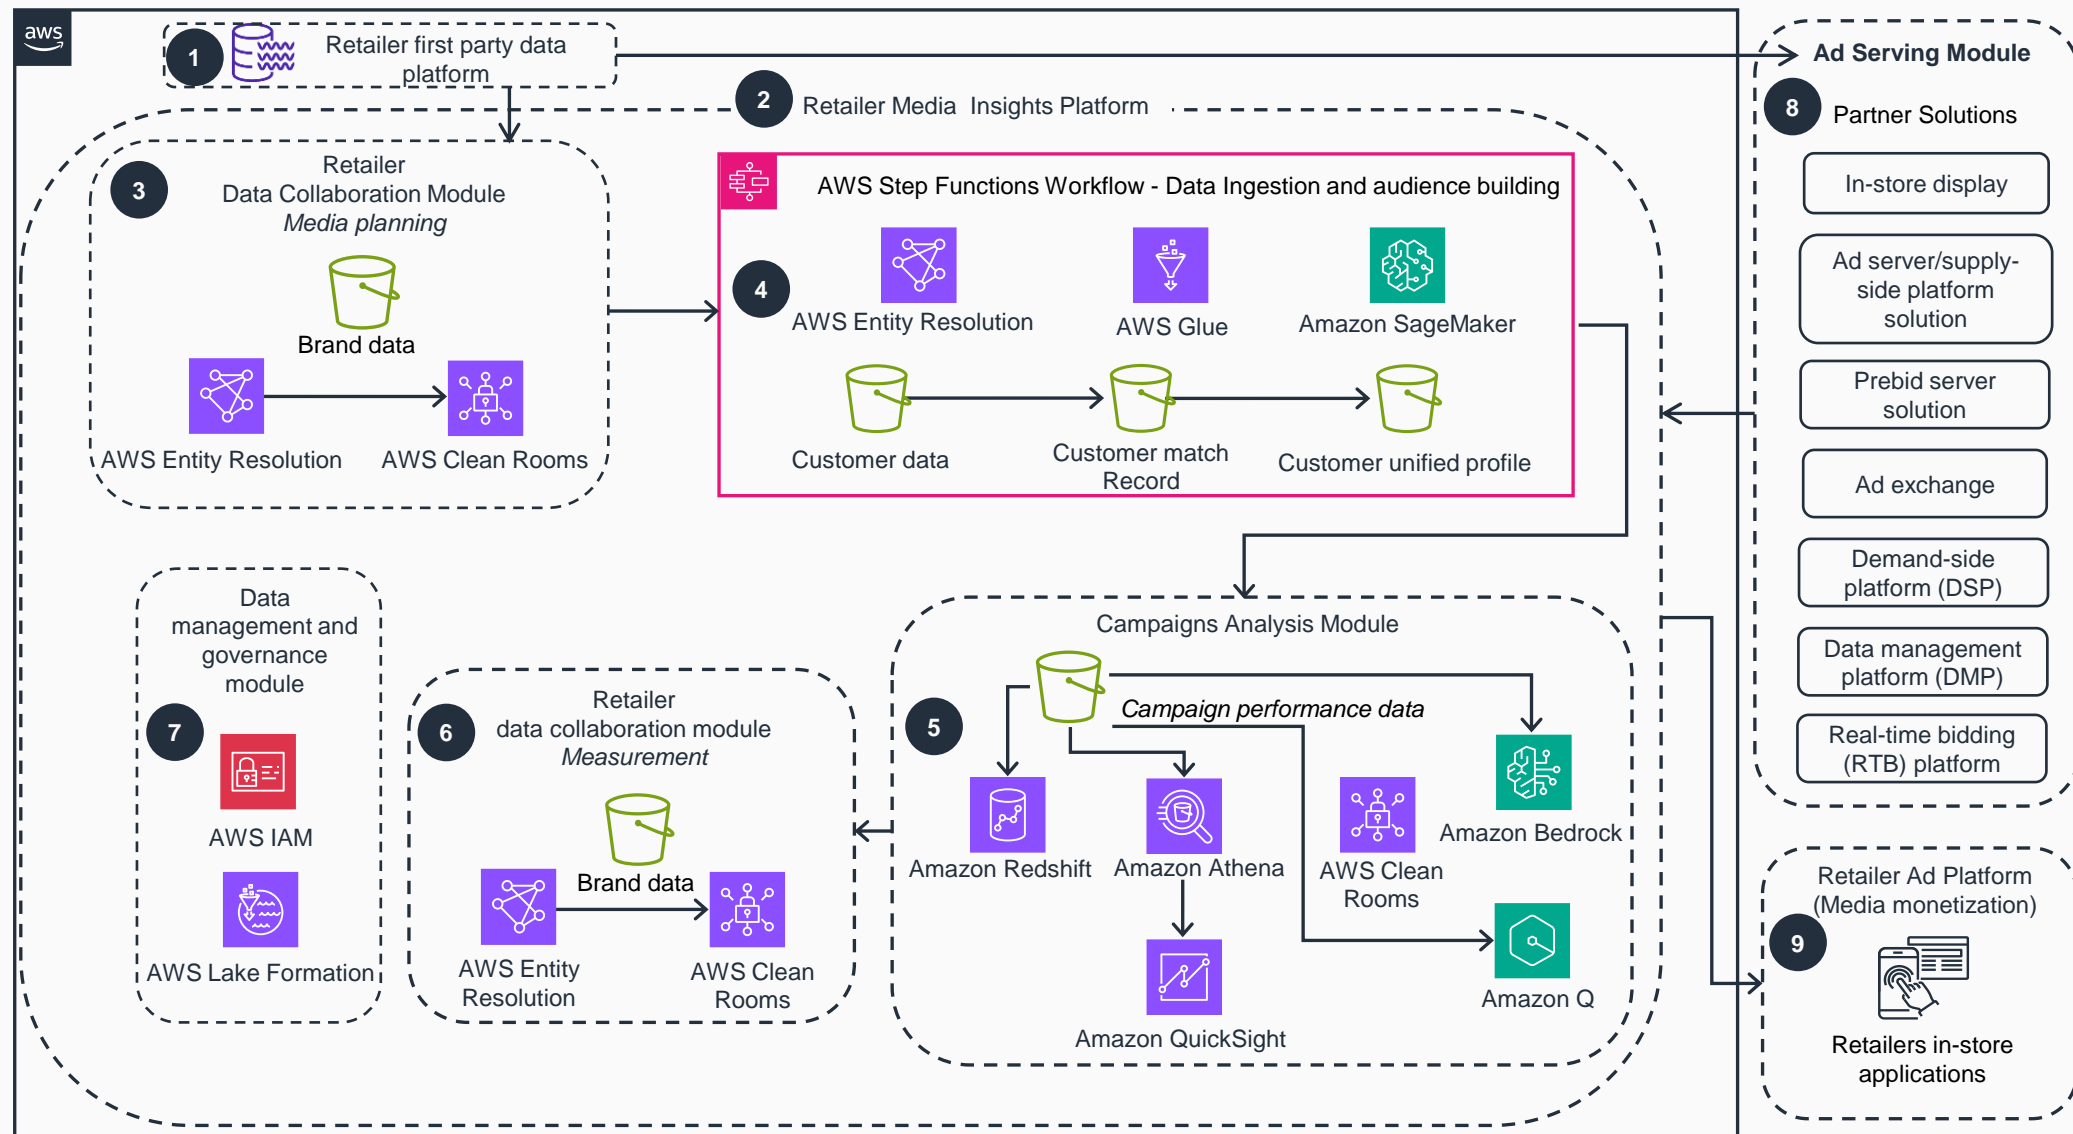 aws
1
Retailer first party data
platform
2
Retailer Media Insights Platform
3
Retailer
Data Collaboration Module
Media planning
Brand data
AWS Entity Resolution
AWS Clean Rooms
AWS Step Functions Workflow - Data Ingestion and audience building
4
AWS Entity Resolution
AWS Glue
Amazon SageMaker
Customer data
Customer match
Record
Customer unified profile
Campaigns Analysis Module
5
Campaign performance data
Amazon Redshift
Amazon Athena
AWS Clean
Rooms
Amazon Bedrock
Amazon QuickSight
Amazon Q
6
Retailer
data collaboration module
Measurement
Brand data
AWS Entity
Resolution
AWS Clean
Rooms
Data
management and
governance
module
7
AWS IAM
AWS Lake Formation
Ad Serving Module
8
Partner Solutions
In-store display
Ad server/supply-
side platform
solution
Prebid server
solution
Ad exchange
Demand-side
platform (DSP)
Data management
platform (DMP)
Real-time bidding
(RTB) platform
Retailer Ad Platform
(Media monetization)
9
Retailers in-store
applications